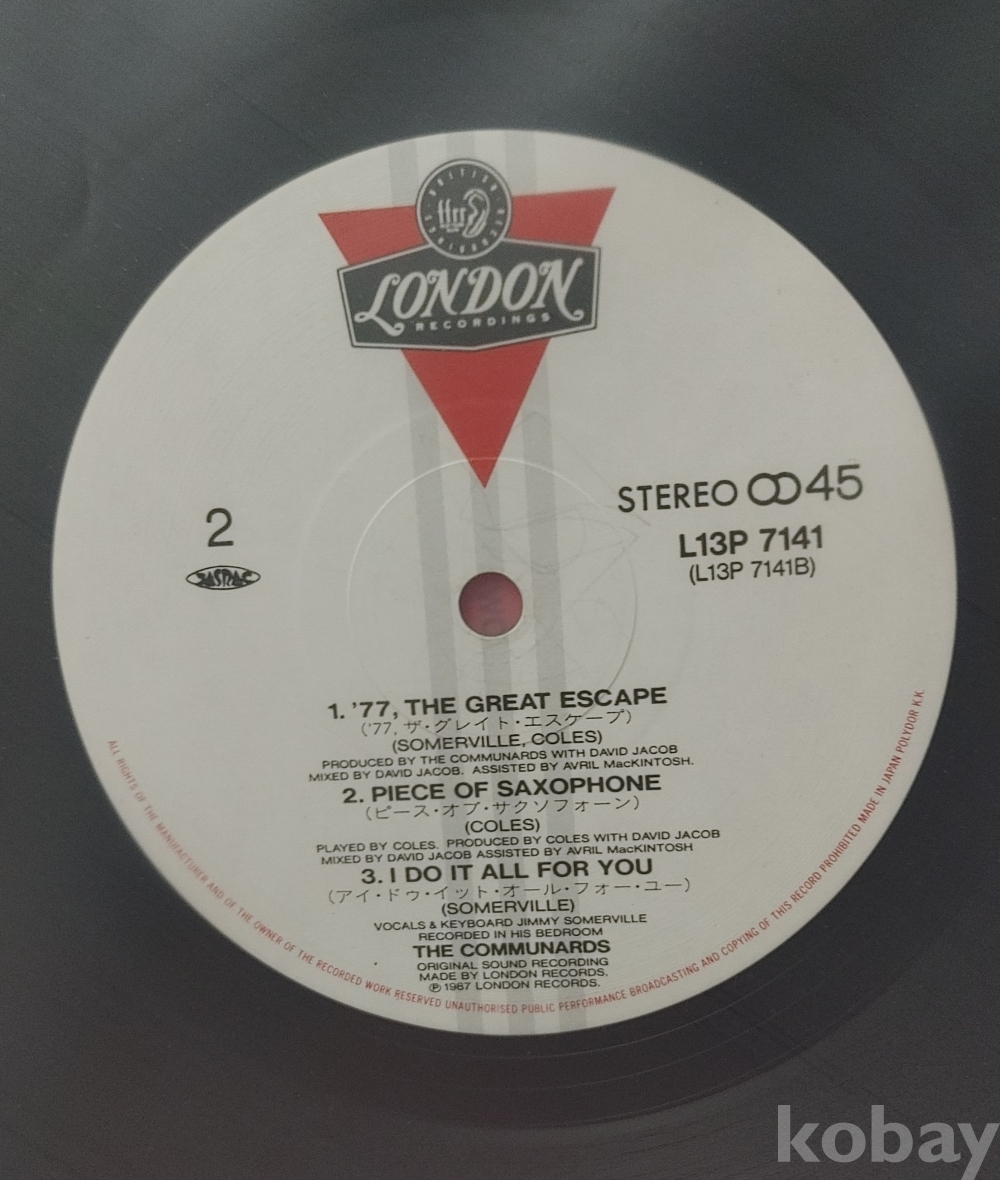 BRITISH RECORDINGS
ffrr
LONDON
RECORDINGS
STEREO 45
2
L13P 7141
JASRAC
(L13P 7141B)
1. '77, THE GREAT ESCAPE
('77, ザ・グレイト・エスケープ)
(SOMERVILLE, COLES)
PRODUCED BY THE COMMUNARDS WITH DAVID JACOB
MIXED BY DAVID JACOB. ASSISTED BY AVRIL MacKINTOSH.
2. PIECE OF SAXOPHONE
(ピース・オブ・サクソフォーン)
(COLES)
PLAYED BY COLES. PRODUCED BY COLES WITH DAVID JACOB
MIXED BY DAVID JACOB ASSISTED BY AVRIL MacKINTOSH
3. I DO IT ALL FOR YOU
(アイ・ドゥ・イット・オール・フォー・ユー)
(SOMERVILLE)
VOCALS & KEYBOARD JIMMY SOMERVILLE
RECORDED IN HIS BEDROOM
THE COMMUNARDS
ORIGINAL SOUND RECORDING
MADE BY LONDON RECORDS.
℗ 1987 LONDON RECORDS.
ALL RIGHTS OF THE MANUFACTURER AND OF THE OWNER OF THE RECORDED WORK RESERVED UNAUTHORISED PUBLIC PERFORMANCE BROADCASTING AND COPYING OF THIS RECORD PROHIBITED MADE IN JAPAN POLYDOR K.K.
kobay